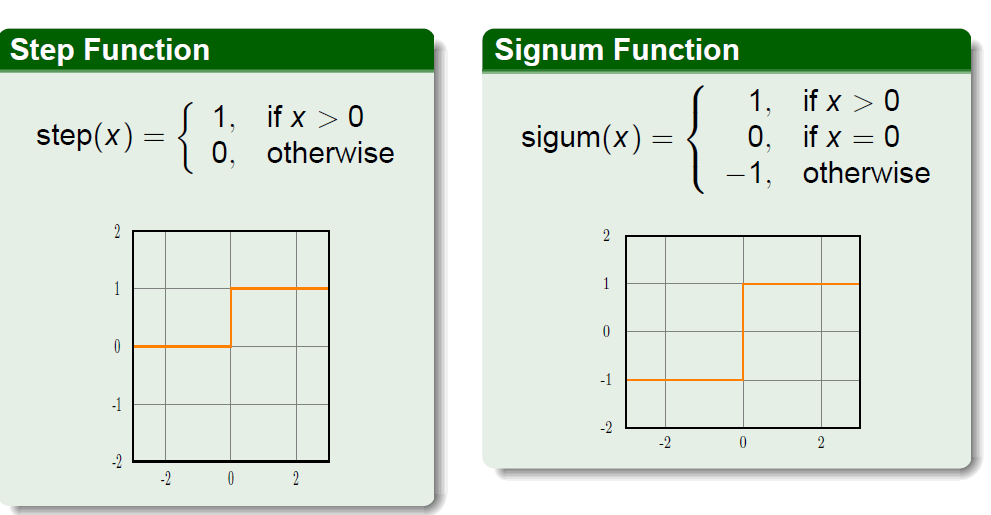 Step Function
step(x) = { 1, if x > 0
0, otherwise
2
1
0
-1
-2
-2 0 2
Signum Function
sigum(x) = { 1, if x > 0
0, if x = 0
−1, otherwise
2
1
0
-1
-2
-2 0 2